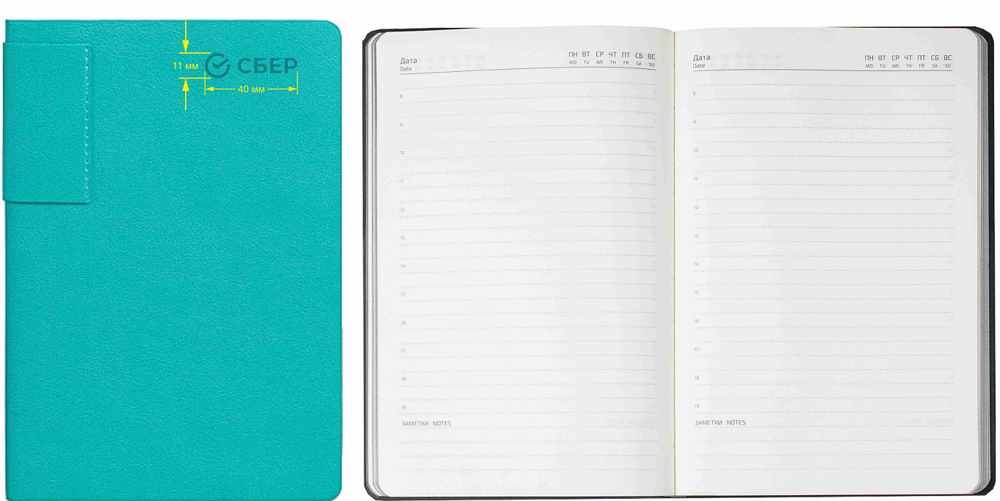 11 мм
СБЕР
40 мм
Дата
Date
ПН ВТ СР ЧТ ПТ СБ ВС
MO TU WE TH FR SA SU
8
9
10
11
12
13
14
15
16
17
18
19
ЗАМЕТКИ NOTES
Дата
Date
ПН ВТ СР ЧТ ПТ СБ ВС
MO TU WE TH FR SA SU
8
9
10
11
12
13
14
15
16
17
18
19
ЗАМЕТКИ NOTES